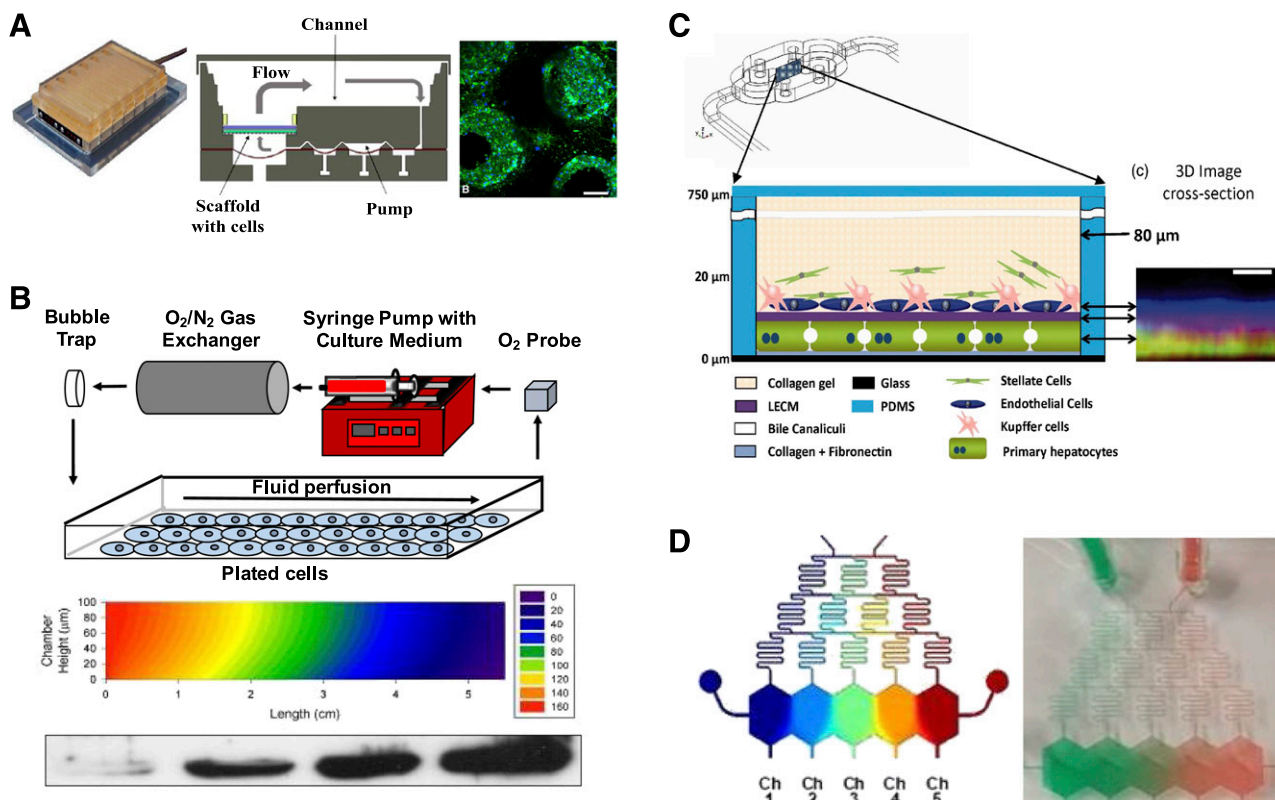 A
Channel
Flow
Scaffold
with cells
Pump
B
B
Bubble
Trap
O2/N2 Gas
Exchanger
Syringe Pump with
Culture Medium
O2 Probe
Fluid perfusion
Plated cells
Chamber
Height (µm)
100
80
60
40
20
0
0
1
2
3
4
5
Length (cm)
0
20
40
60
80
100
120
140
160
C
(c)
3D Image
cross-section
750 µm
80 µm
20 µm
0 µm
Collagen gel
LECM
Bile Canaliculi
Collagen + Fibronectin
Glass
PDMS
Stellate Cells
Endothelial Cells
Kupffer cells
Primary hepatocytes
D
Ch Ch Ch Ch Ch
1 2 3 4 5